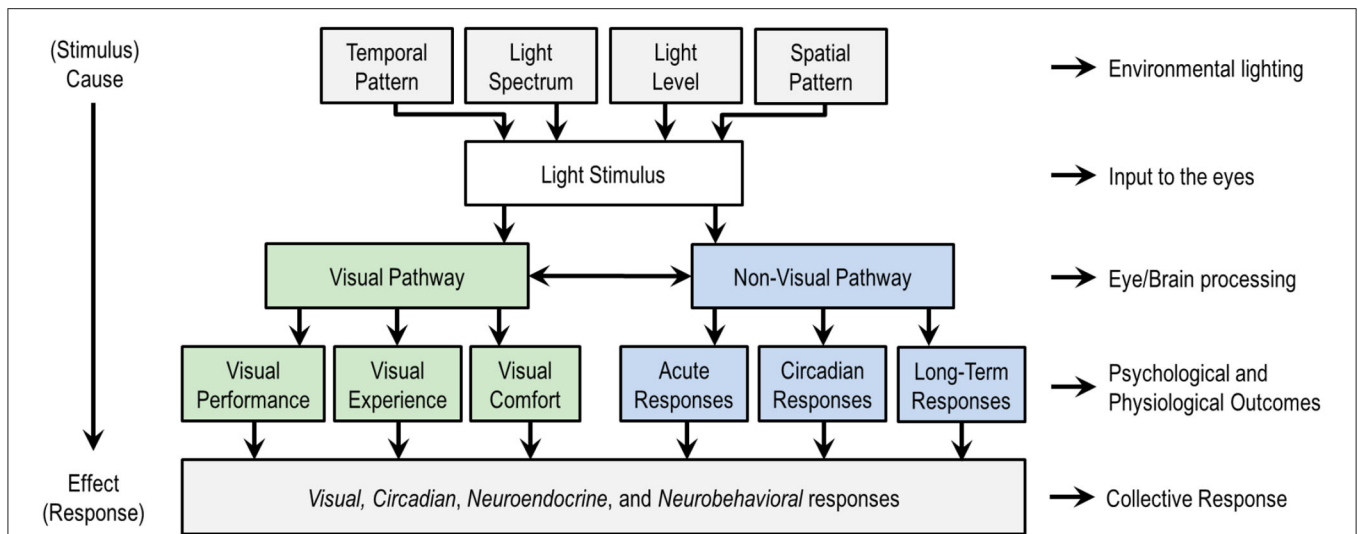 (Stimulus)
Cause
Temporal
Pattern
Light
Spectrum
Light
Level
Spatial
Pattern
Environmental lighting
Light Stimulus
Input to the eyes
Visual Pathway
Non-Visual Pathway
Eye/Brain processing
Visual
Performance
Visual
Experience
Visual
Comfort
Acute
Responses
Circadian
Responses
Long-Term
Responses
Psychological and
Physiological Outcomes
Effect
(Response)
Visual, Circadian, Neuroendocrine, and Neurobehavioral responses
Collective Response